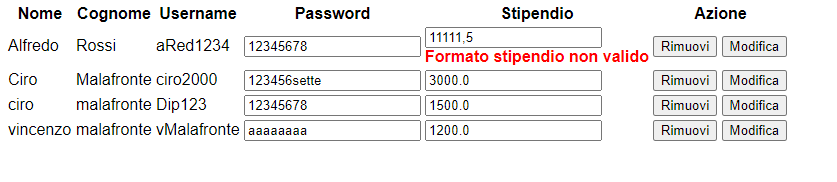 Nome Cognome Username Password Stipendio Azione
Alfredo Rossi aRed1234 12345678 11111,5 Rimuovi Modifica
Formato stipendio non valido
Ciro Malafronte ciro2000 123456sette 3000.0 Rimuovi Modifica
ciro malafronte Dip123 12345678 1500.0 Rimuovi Modifica
vincenzo malafronte vMalafronte aaaaaaaa 1200.0 Rimuovi Modifica